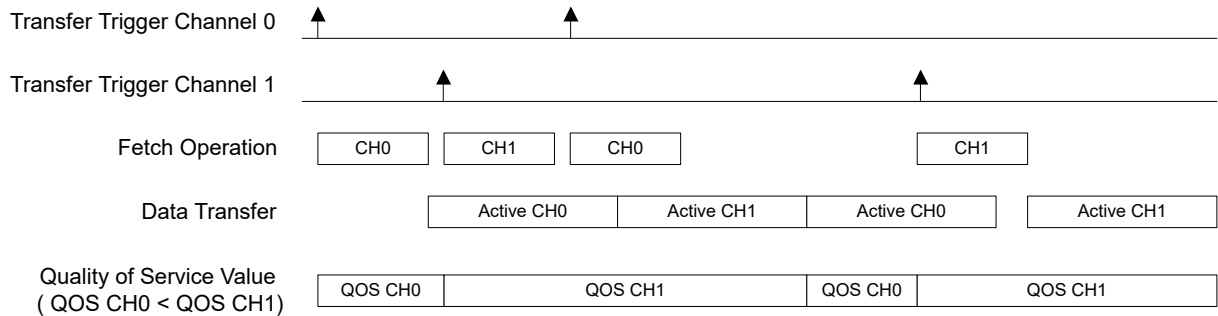 Transfer Trigger Channel 0
Transfer Trigger Channel 1
Fetch Operation
CH0
CH1
CH0
CH1
Data Transfer
Active CH0
Active CH1
Active CH0
Active CH1
Quality of Service Value
( QOS CH0 < QOS CH1)
QOS CH0
QOS CH1
QOS CH0
QOS CH1